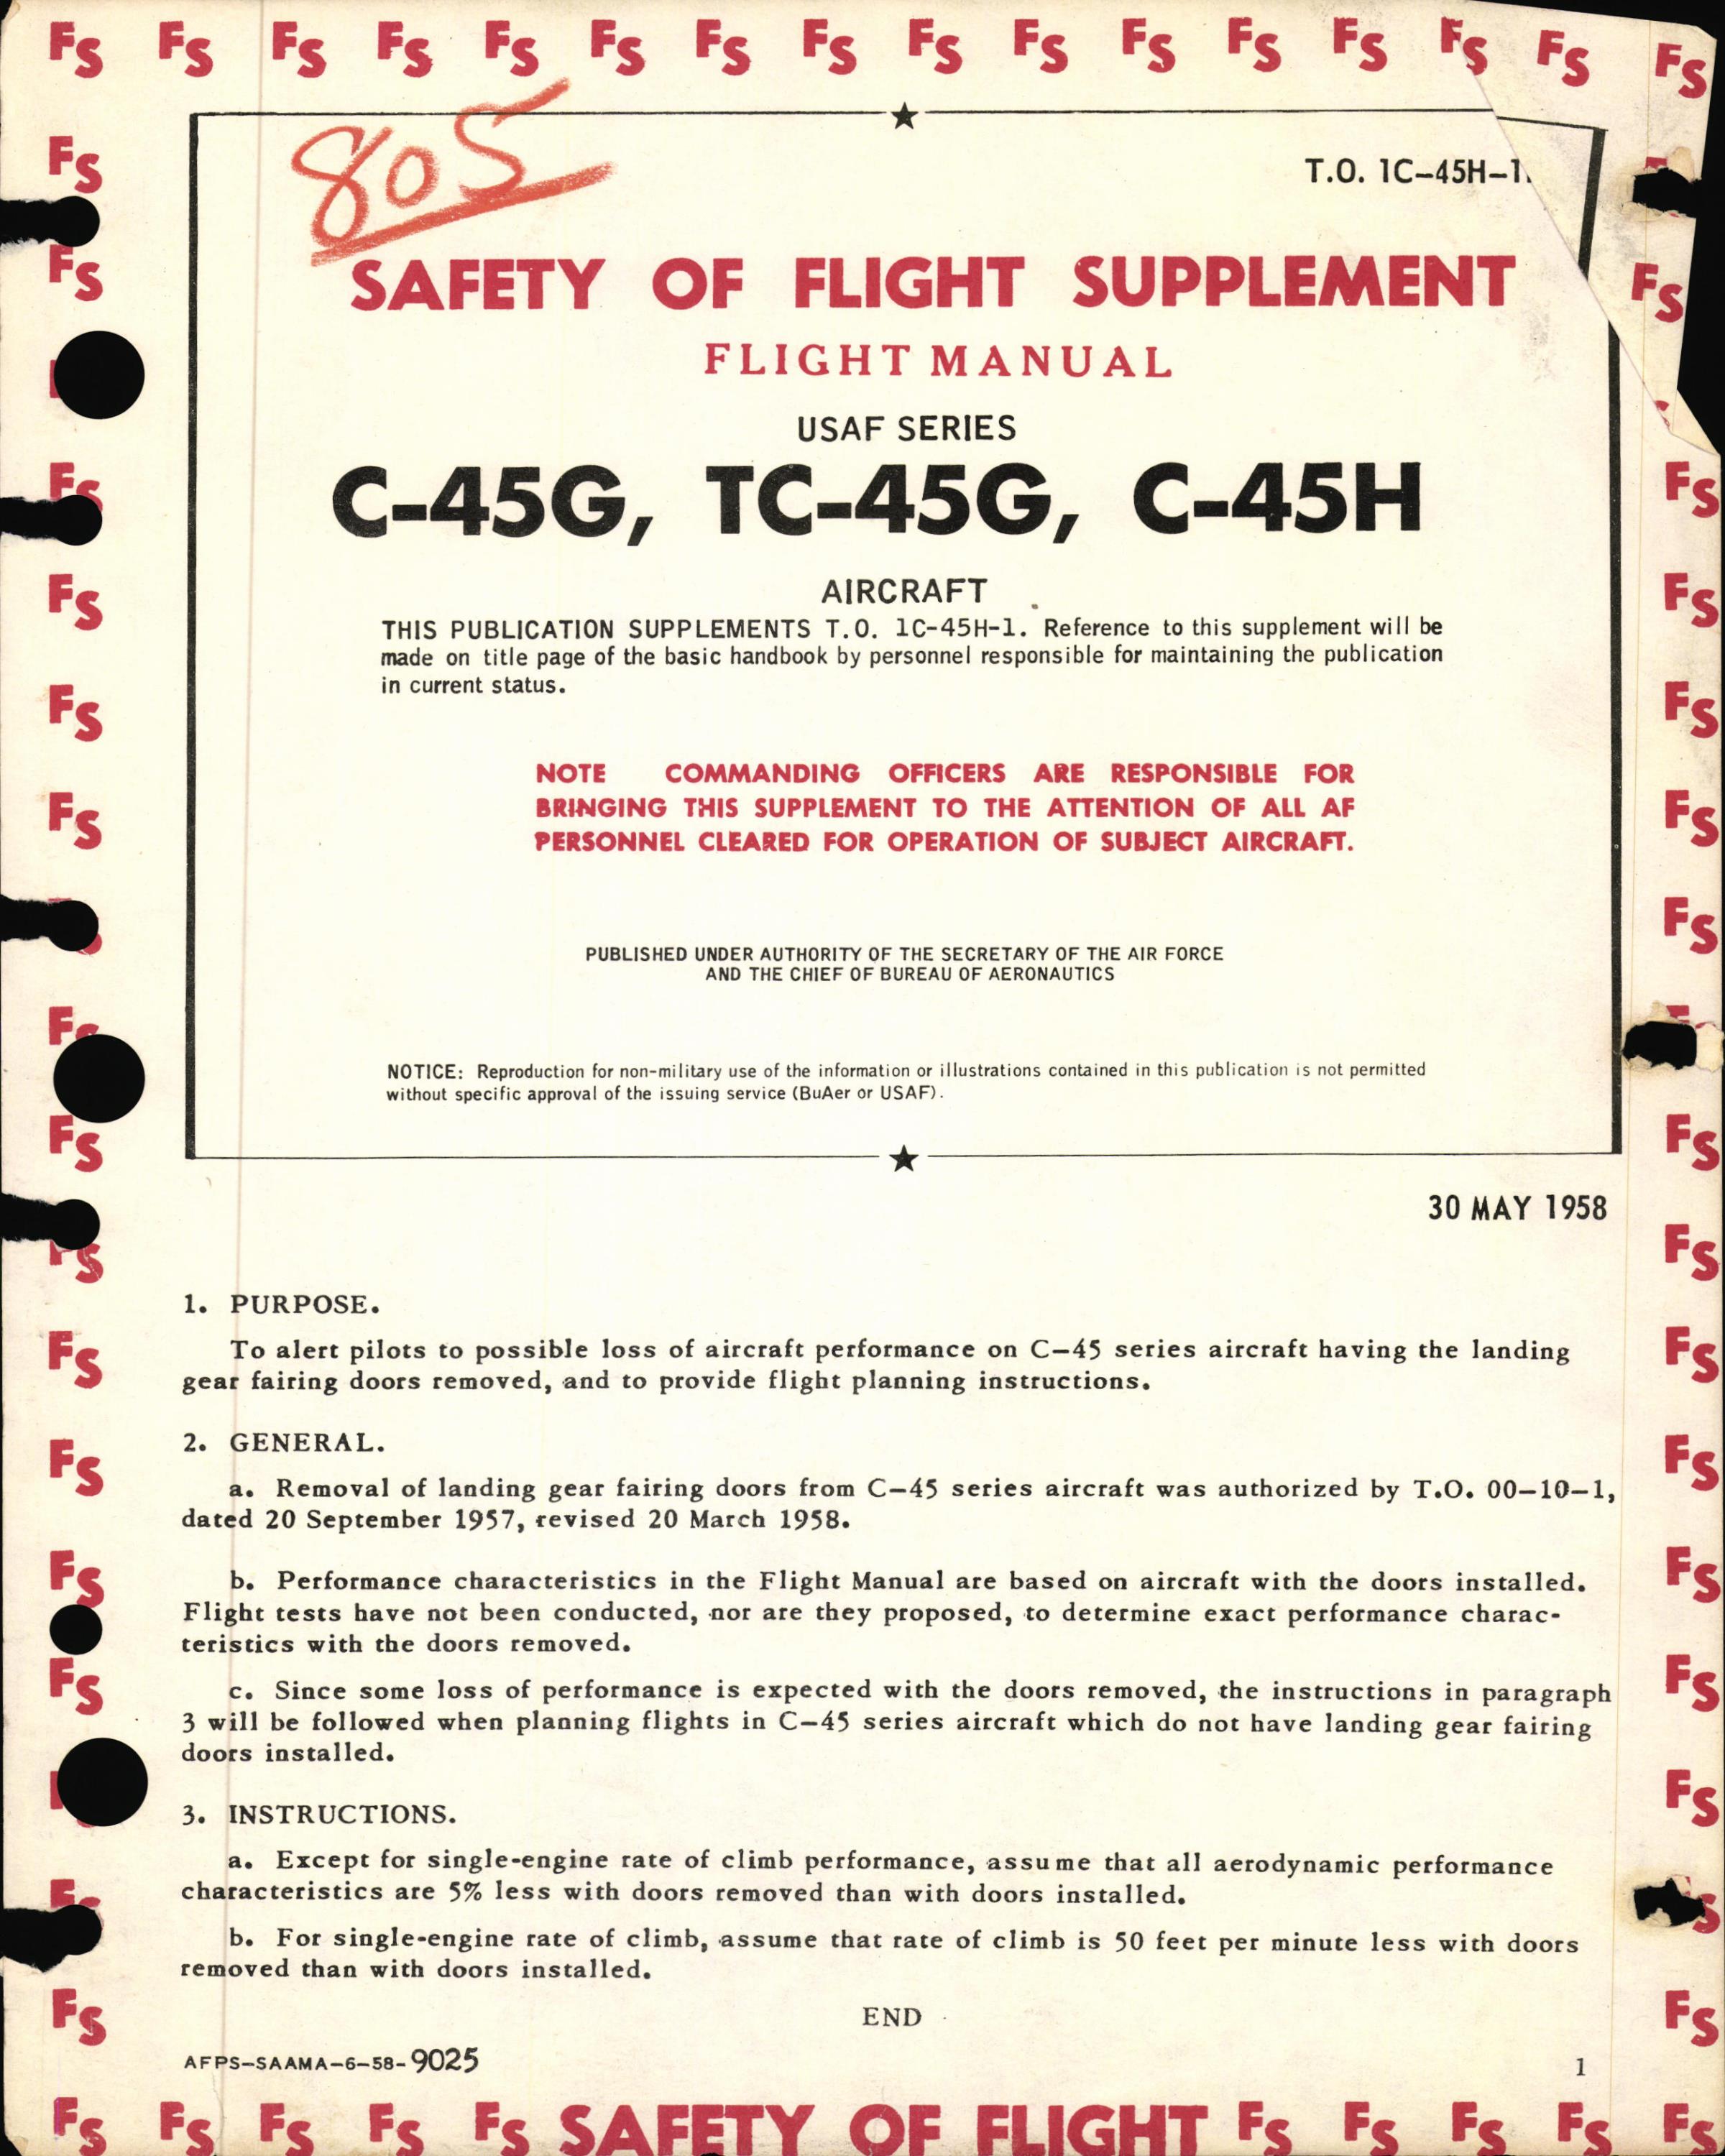 FS FS FS FS FS FS FS FS FS FS FS FS FS FS FS FS
805
T.O. 1C-45H-1
SAFETY OF FLIGHT SUPPLEMENT
FLIGHT MANUAL
USAF SERIES
C-45G, TC-45G, C-45H
AIRCRAFT
THIS PUBLICATION SUPPLEMENTS T.O. 1C-45H-1. Reference to this supplement will be
made on title page of the basic handbook by personnel responsible for maintaining the publication
in current status.
NOTE COMMANDING OFFICERS ARE RESPONSIBLE FOR
BRINGING THIS SUPPLEMENT TO THE ATTENTION OF ALL AF
PERSONNEL CLEARED FOR OPERATION OF SUBJECT AIRCRAFT.
PUBLISHED UNDER AUTHORITY OF THE SECRETARY OF THE AIR FORCE
AND THE CHIEF OF BUREAU OF AERONAUTICS
NOTICE: Reproduction for non-military use of the information or illustrations contained in this publication is not permitted
without specific approval of the issuing service (BuAer or USAF).
30 MAY 1958
1. PURPOSE.
To alert pilots to possible loss of aircraft performance on C-45 series aircraft having the landing
gear fairing doors removed, and to provide flight planning instructions.
2. GENERAL.
a. Removal of landing gear fairing doors from C-45 series aircraft was authorized by T.O. 00-10-1,
dated 20 September 1957, revised 20 March 1958.
b. Performance characteristics in the Flight Manual are based on aircraft with the doors installed.
Flight tests have not been conducted, nor are they proposed, to determine exact performance charac-
teristics with the doors removed.
c. Since some loss of performance is expected with the doors removed, the instructions in paragraph
3 will be followed when planning flights in C-45 series aircraft which do not have landing gear fairing
doors installed.
3. INSTRUCTIONS.
a. Except for single-engine rate of climb performance, assume that all aerodynamic performance
characteristics are 5% less with doors removed than with doors installed.
b. For single-engine rate of climb, assume that rate of climb is 50 feet per minute less with doors
removed than with doors installed.
END
AFPS-SAAMA-6-58-9025
1
FS FS FS FS FS SAFETY OF FLIGHT FS FS FS FS FS